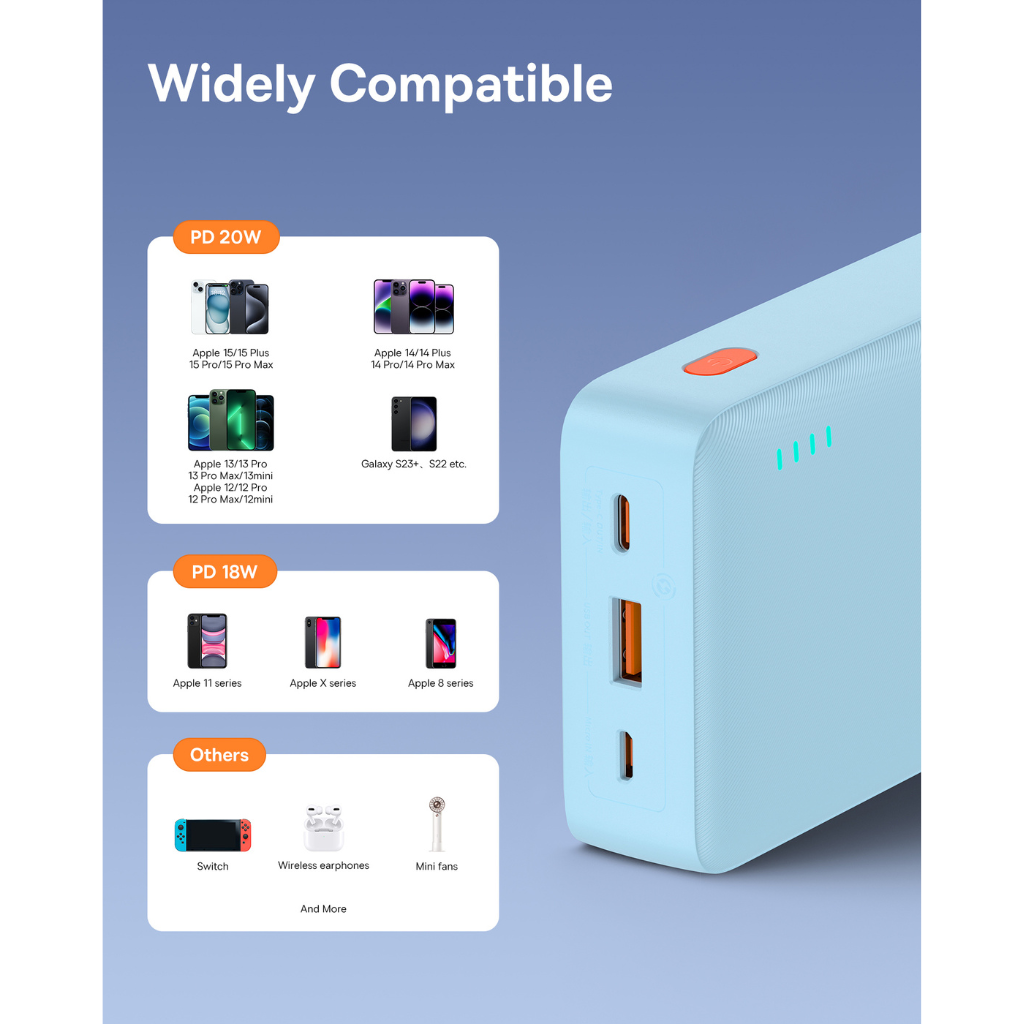 Widely Compatible
PD 20W
Apple 15/15 Plus
15 Pro/15 Pro Max
Apple 14/14 Plus
14 Pro/14 Pro Max
Apple 13/13 Pro
13 Pro Max/13mini
Apple 12/12 Pro
12 Pro Max/12mini
Galaxy S23+、S22 etc.
PD 18W
Apple 11 series
Apple X series
Apple 8 series
Others
Switch
Wireless earphones
Mini fans
And More